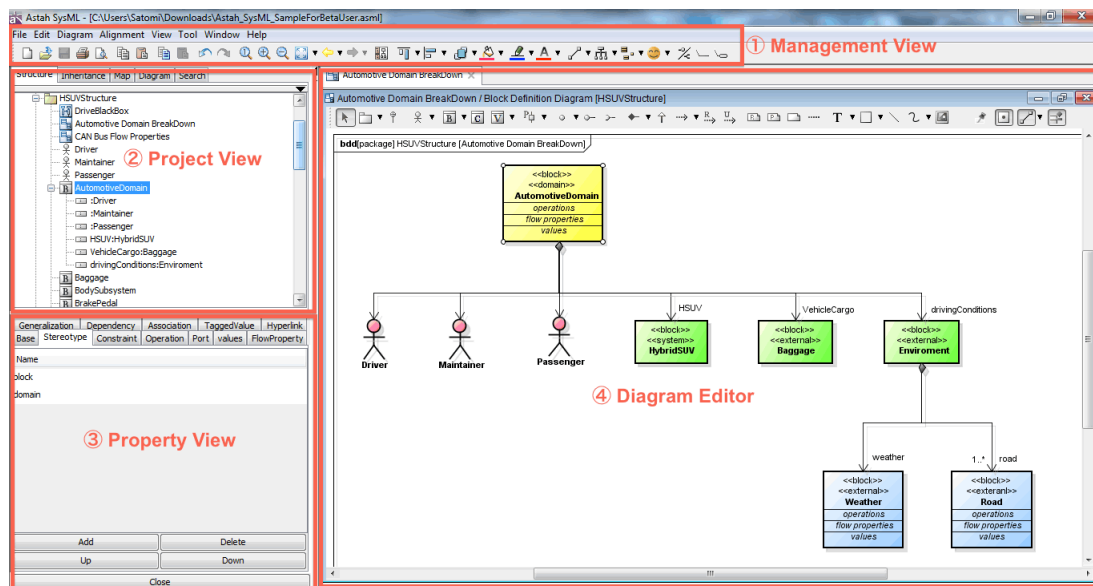 Astah SysML - [C:\Users\Satomi\Downloads\Astah_SysML_SampleForBetaUser.asml]
File Edit Diagram Alignment View Tool Window Help
① Management View
Structure Inheritance Map Diagram Search
HSUVStructure
DriveBlackBox
Automotive Domain BreakDown
CAN Bus Flow Properties
Driver
Maintainer
Passenger
② Project View
AutomotiveDomain
:Driver
:Maintainer
:Passenger
HSUV:HybridSUV
VehicleCargo:Baggage
drivingConditions:Enviroment
Baggage
BodySubsystem
BrakePedal
Generalization Dependency Association TaggedValue Hyperlink
Base Stereotype Constraint Operation Port values FlowProperty
Name
block
domain
③ Property View
Add Delete
Up Down
Close
Automotive Domain BreakDown
Automotive Domain BreakDown / Block Definition Diagram [HSUVStructure]
bdd[package] HSUVStructure [Automotive Domain BreakDown]
<<block>>
<<domain>>
AutomotiveDomain
operations
flow properties
values
HSUV
VehicleCargo
drivingConditions
Driver
Maintainer
Passenger
<<block>>
<<system>>
HybridSUV
<<block>>
<<external>>
Baggage
<<block>>
<<external>>
Enviroment
④ Diagram Editor
weather
1..* road
<<block>>
<<external>>
Weather
operations
flow properties
values
<<block>>
<<exteranl>>
Road
operations
flow properties
values